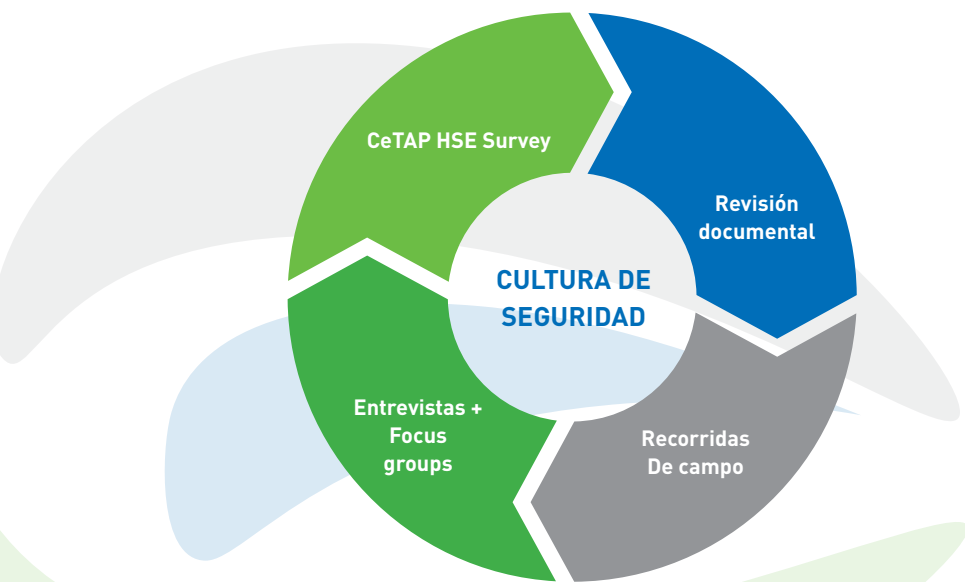 CeTAP HSE Survey
Revisión
documental
CULTURA DE
SEGURIDAD
Entrevistas +
Focus
groups
Recorridas
De campo